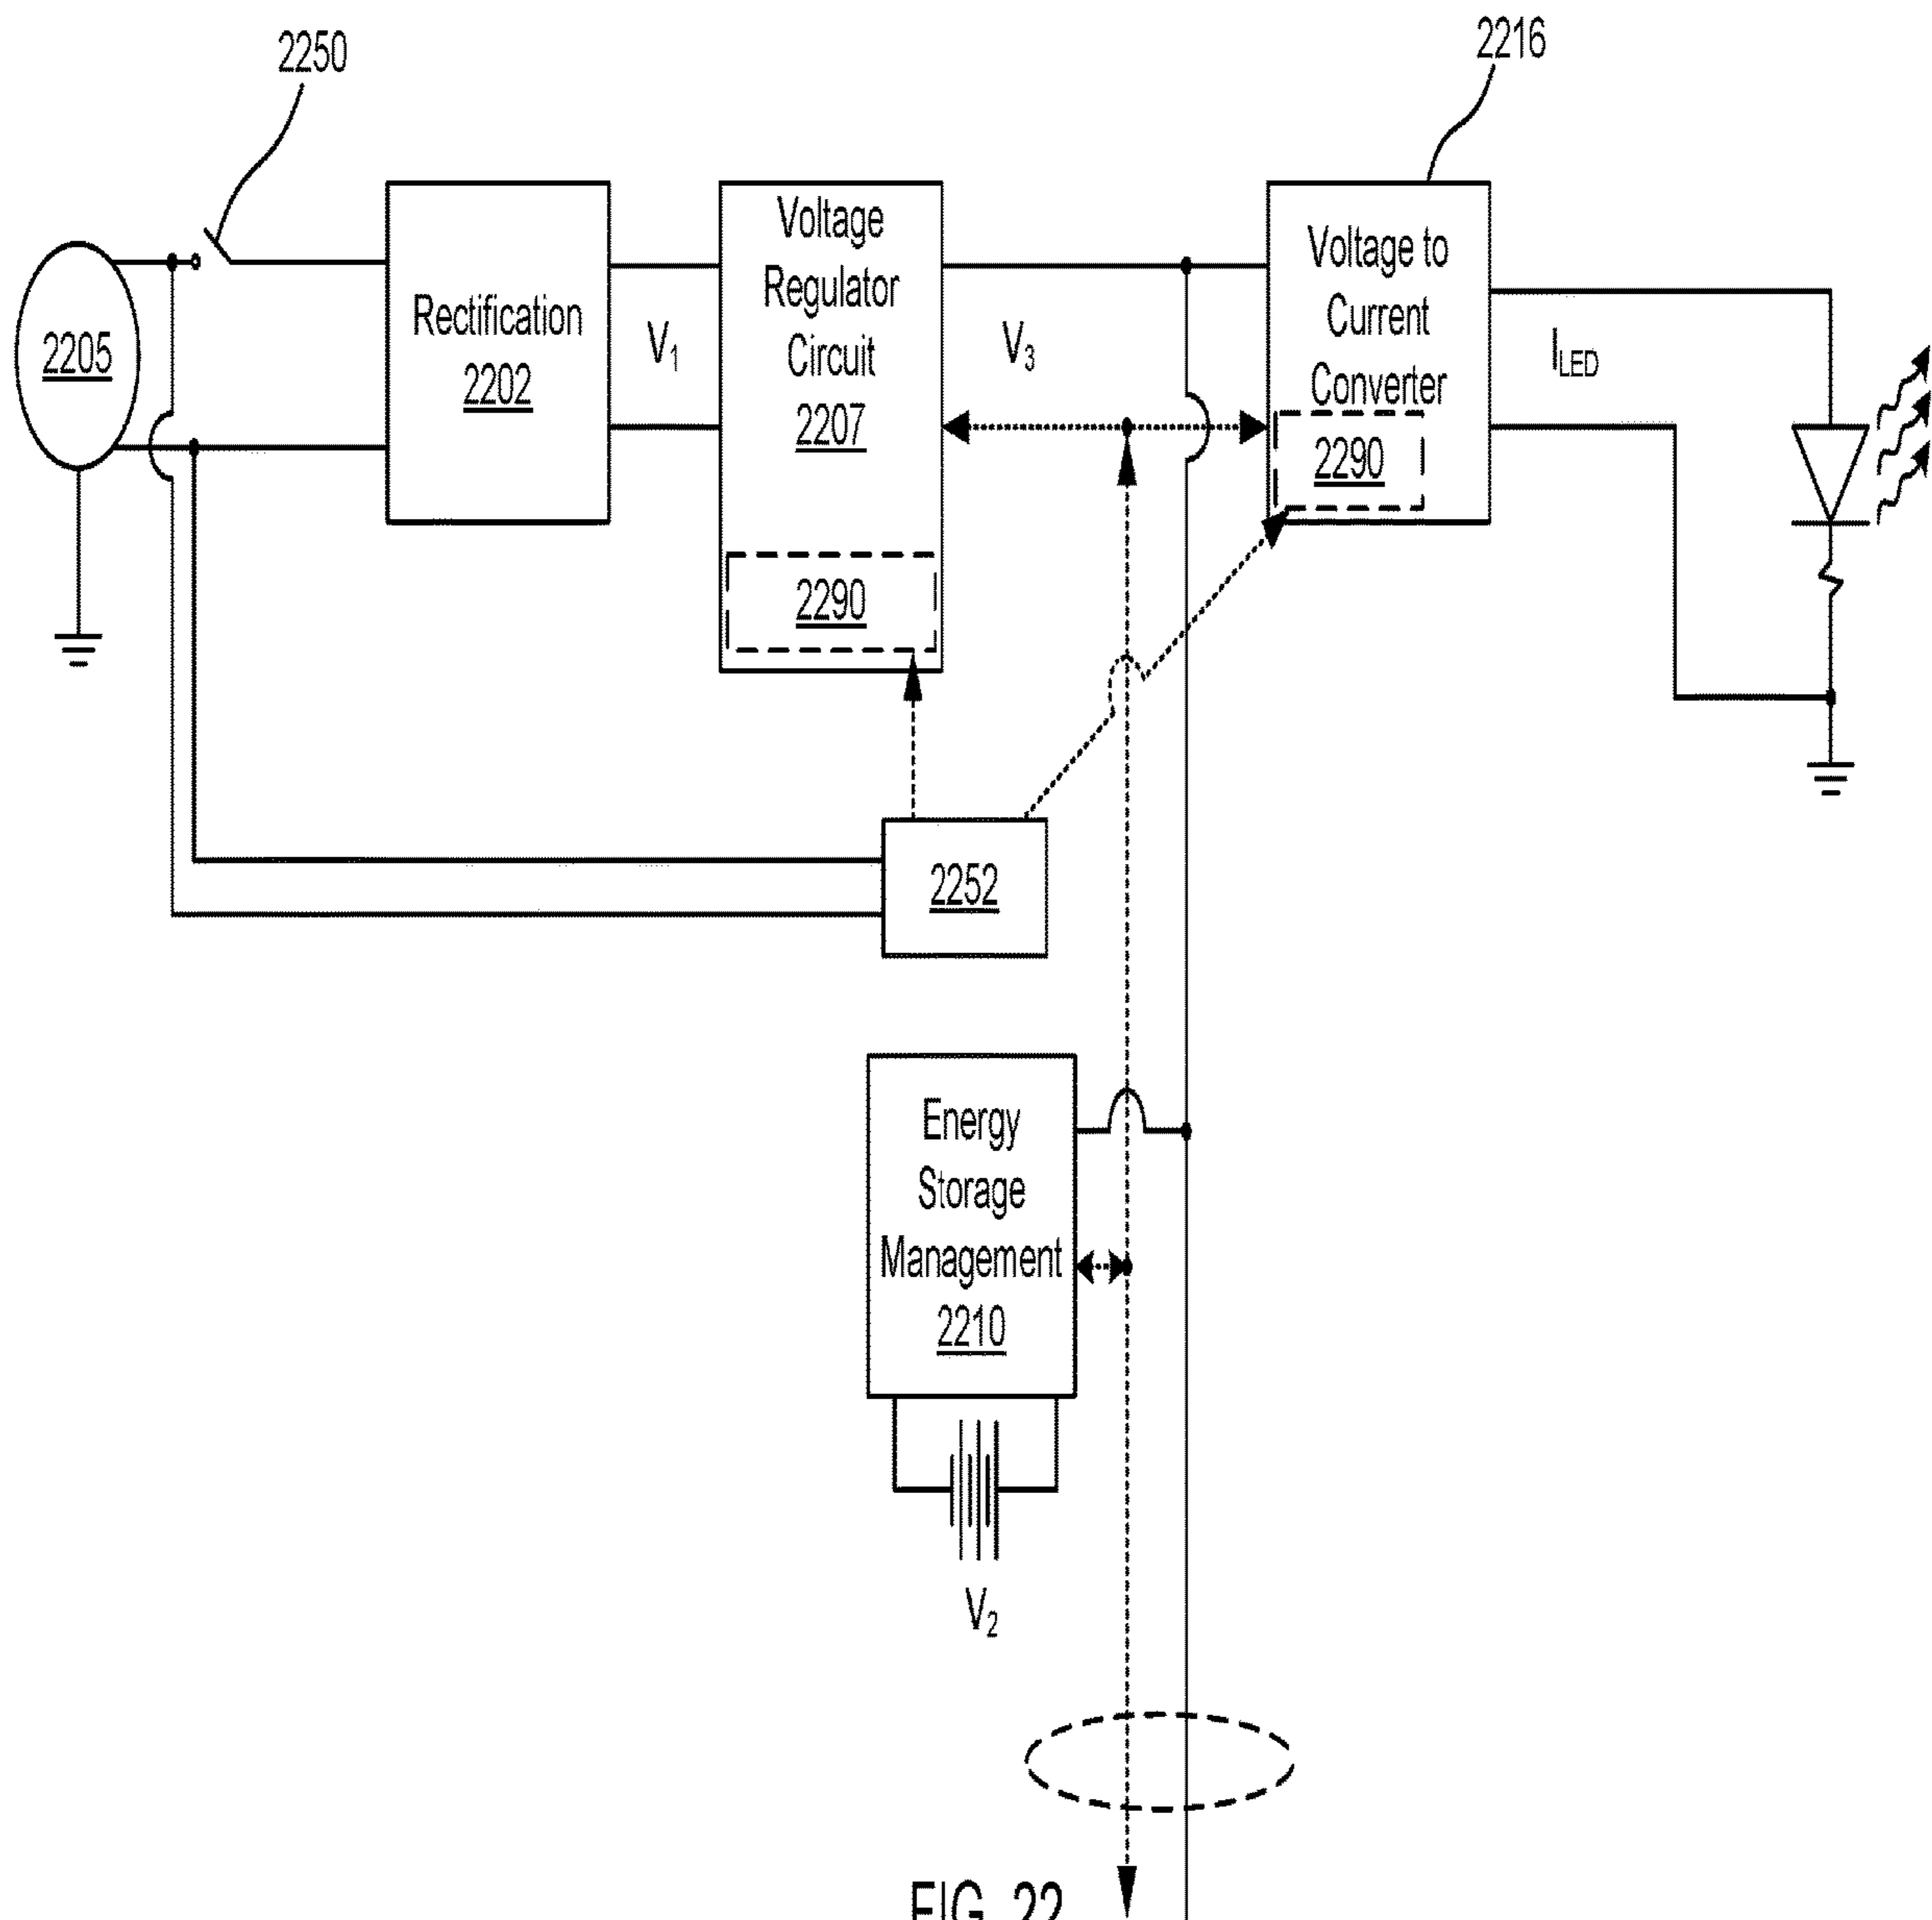 2250
2216
2205
Rectification
2202
V1
Voltage
Regulator
Circuit
2207
2290
V3
Voltage to
Current
Converter
2290
ILED
2252
Energy
Storage
Management
2210
V2
FIG. 22